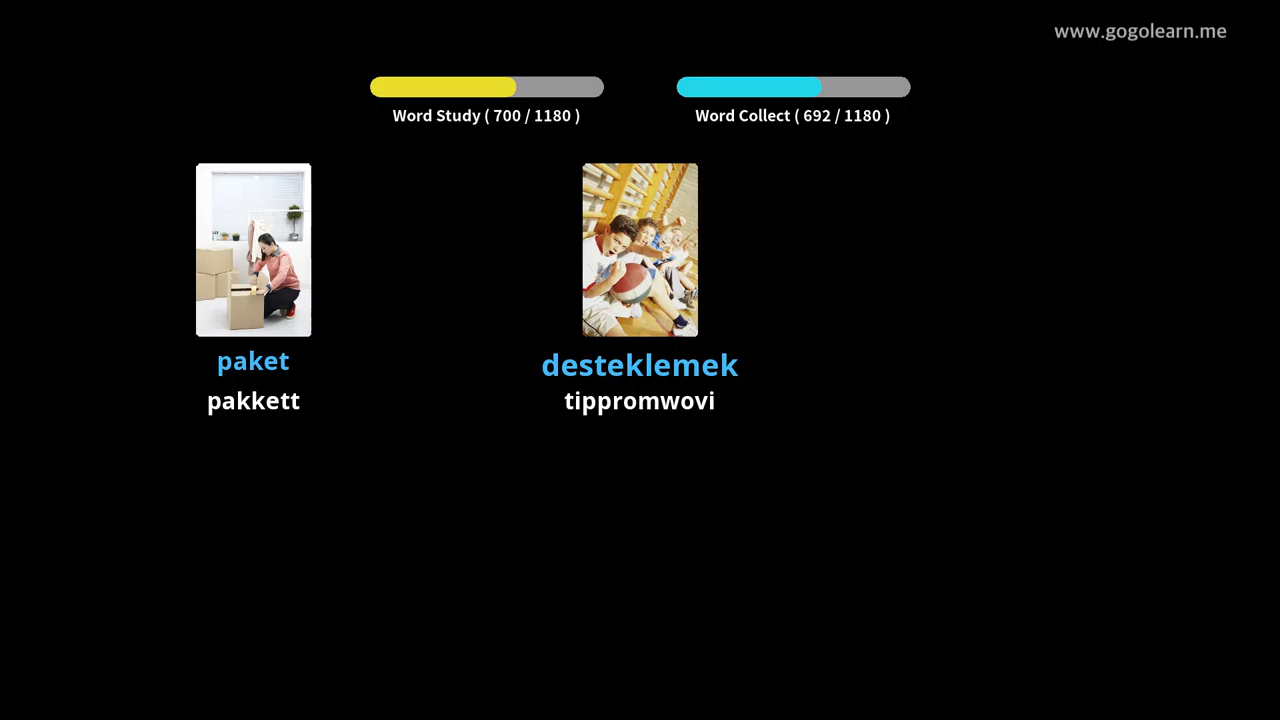 www.gogolearn.me
Word Study ( 700 / 1180 )
Word Collect ( 692 / 1180 )
paket
pakkett
desteklemek
tippromwovi